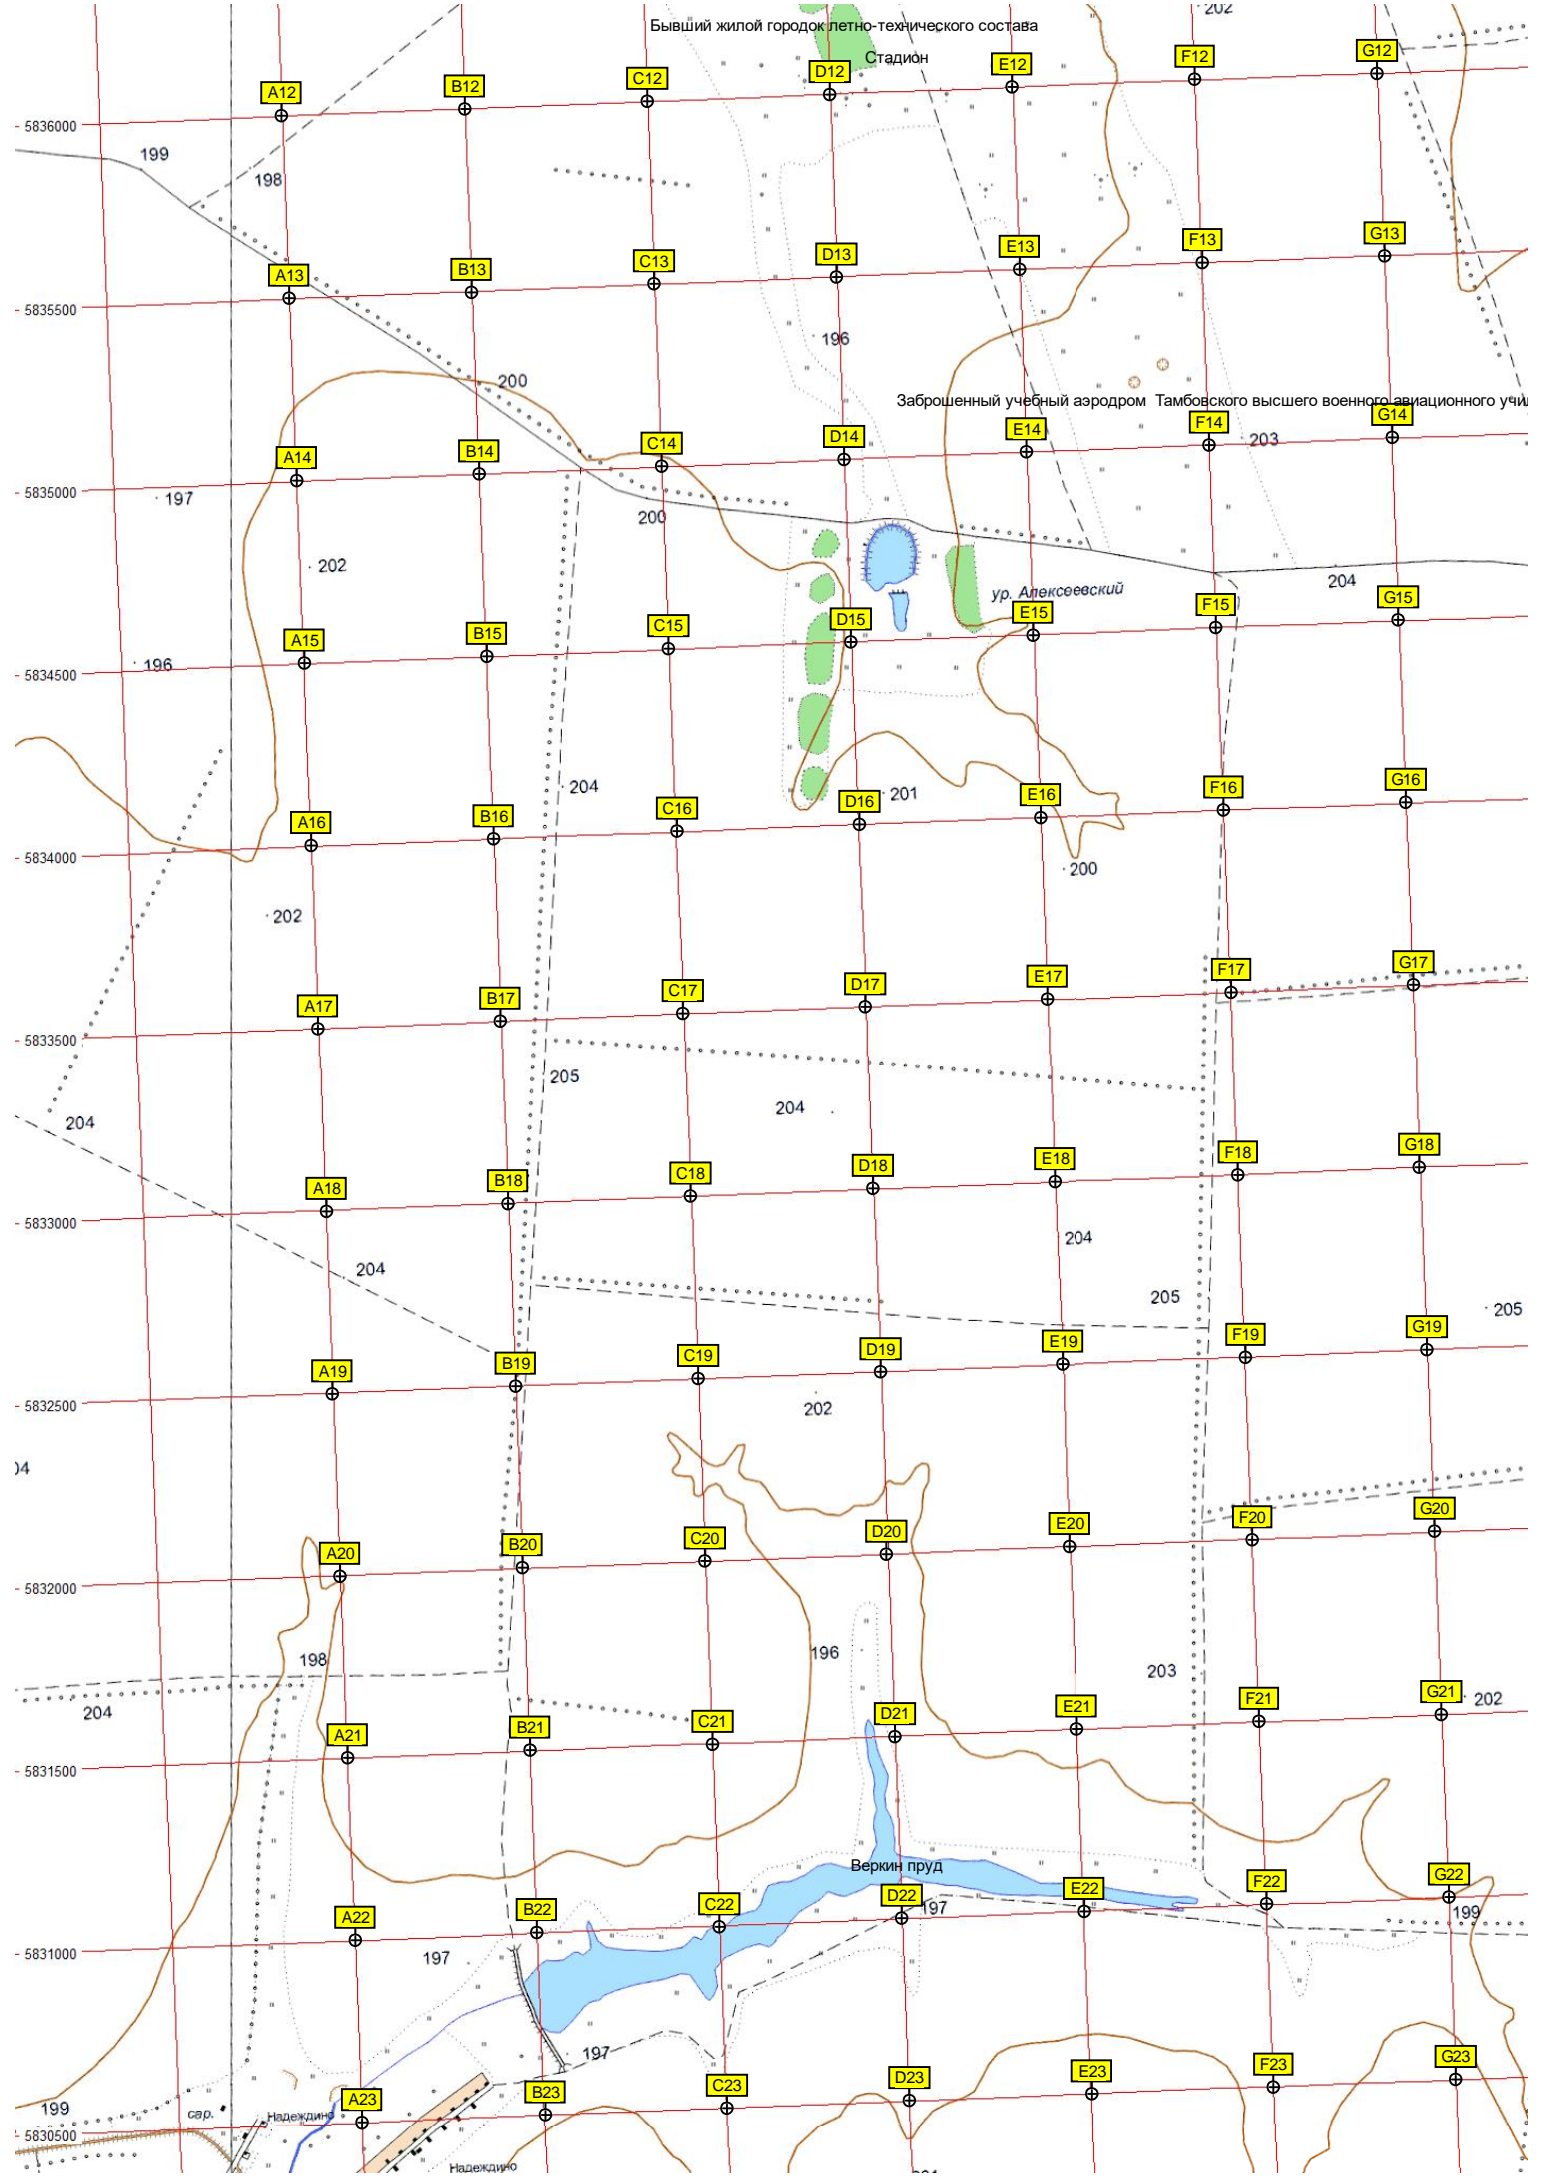 202
Бывший жилой городок летно-технического состава
Стадион
A12 B12 C12 D12 E12 F12 G12
- 5836000
199
198
A13 B13 C13 D13 E13 F13 G13
- 5835500
196
200
Заброшенный учебный аэродром Тамбовского высшего военного авиационного учи
A14 B14 C14 D14 E14 F14 G14
203
- 5835000
197
200
202
204
ур. Алексеевский
A15 B15 C15 D15 E15 F15 G15
196
- 5834500
204
201
A16 B16 C16 D16 E16 F16 G16
- 5834000
200
202
A17 B17 C17 D17 E17 F17 G17
- 5833500
205
204
204
A18 B18 C18 D18 E18 F18 G18
- 5833000
204
204
205
205
A19 B19 C19 D19 E19 F19 G19
- 5832500
202
04
A20 B20 C20 D20 E20 F20 G20
- 5832000
198
196
203
204
202
A21 B21 C21 D21 E21 F21 G21
- 5831500
Веркин пруд
A22 B22 C22 D22 E22 F22 G22
197
199
- 5831000
197
197
A23 B23 C23 D23 E23 F23 G23
199
сар.
Надеждино
- 5830500
Надеждино